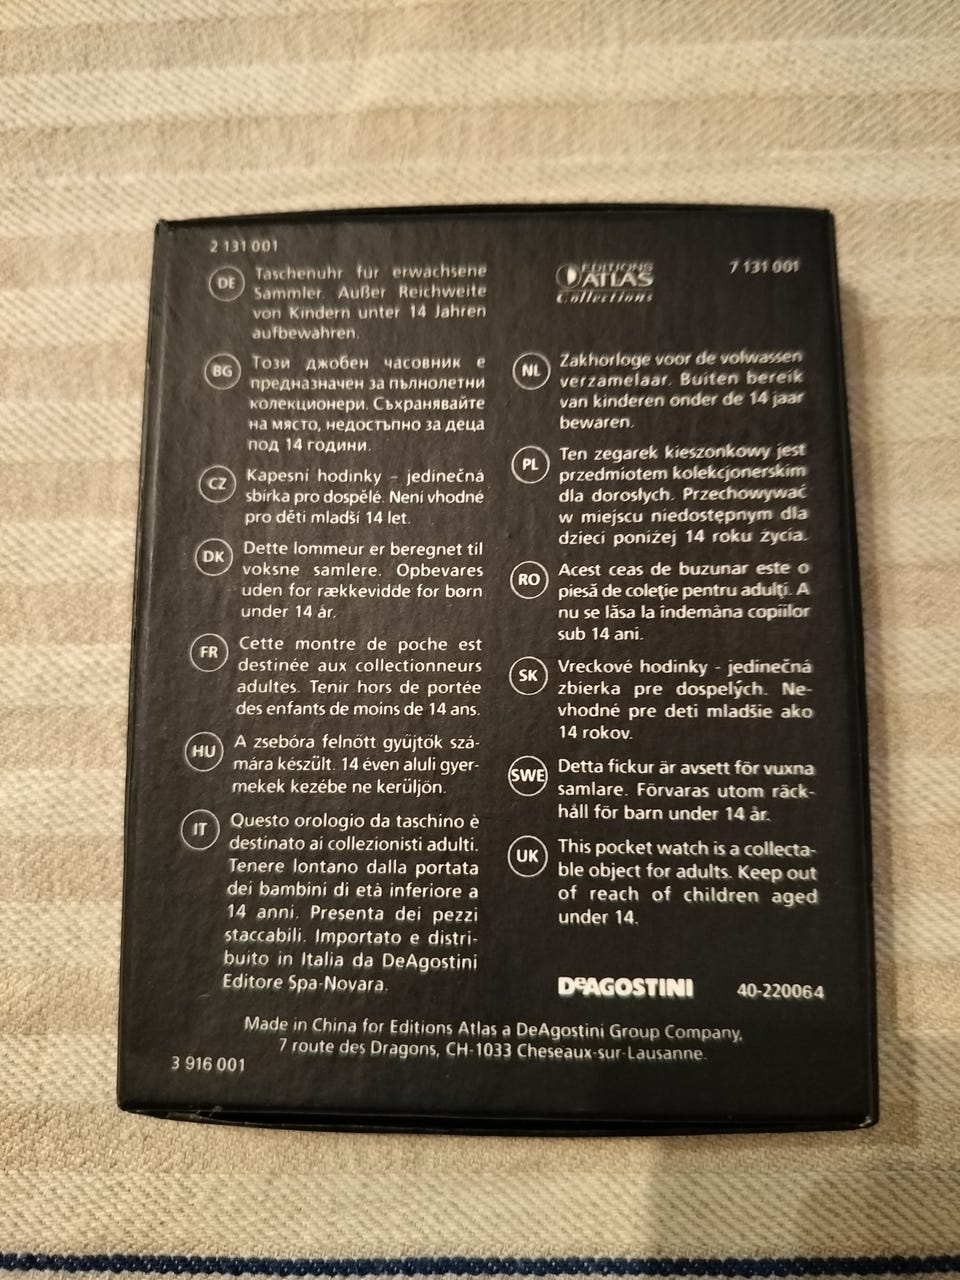 2 131 001
DE
Taschenuhr für erwachsene
Sammler. Außer Reichweite
von Kindern unter 14 Jahren
aufbewahren.
BG
Този джобен часовник е
предназначен за пълнолетни
колекционери. Съхранявайте
на място, недостъпно за деца
под 14 години.
CZ
Kapesní hodinky - jedinečná
sbírka pro dospělé. Není vhodné
pro děti mladší 14 let.
DK
Dette lommeur er beregnet til
voksne samlere. Opbevares
uden for rækkevidde for børn
under 14 år.
FR
Cette montre de poche est
destinée aux collectionneurs
adultes. Tenir hors de portée
des enfants de moins de 14 ans.
HU
A zsebóra felnőtt gyűjtők szá-
mára készült. 14 éven aluli gyer-
mekek kezébe ne kerüljön.
IT
Questo orologio da taschino è
destinato ai collezionisti adulti.
Tenere lontano dalla portata
dei bambini di età inferiore a
14 anni. Presenta dei pezzi
staccabili. Importato e distri-
buito in Italia da DeAgostini
Editore Spa-Novara.
EDITIONS
ATLAS
Collections
7 131 001
NL
Zakhorloge voor de volwassen
verzamelaar. Buiten bereik
van kinderen onder de 14 jaar
bewaren.
PL
Ten zegarek kieszonkowy jest
przedmiotem kolekcjonerskim
dla dorosłych. Przechowywać
w miejscu niedostępnym dla
dzieci poniżej 14 roku życia.
RO
Acest ceas de buzunar este o
piesă de coleţie pentru adulţi. A
nu se lăsa la îndemâna copiilor
sub 14 ani.
SK
Vreckové hodinky - jedinečná
zbierka pre dospelých. Ne-
vhodné pre deti mladšie ako
14 rokov.
SWE
Detta fickur är avsett för vuxna
samlare. Förvaras utom räck-
håll för barn under 14 år.
UK
This pocket watch is a collecta-
ble object for adults. Keep out
of reach of children aged
under 14.
DeAGOSTINI
40-220064
Made in China for Editions Atlas a DeAgostini Group Company,
7 route des Dragons, CH-1033 Cheseaux-sur-Lausanne.
3 916 001